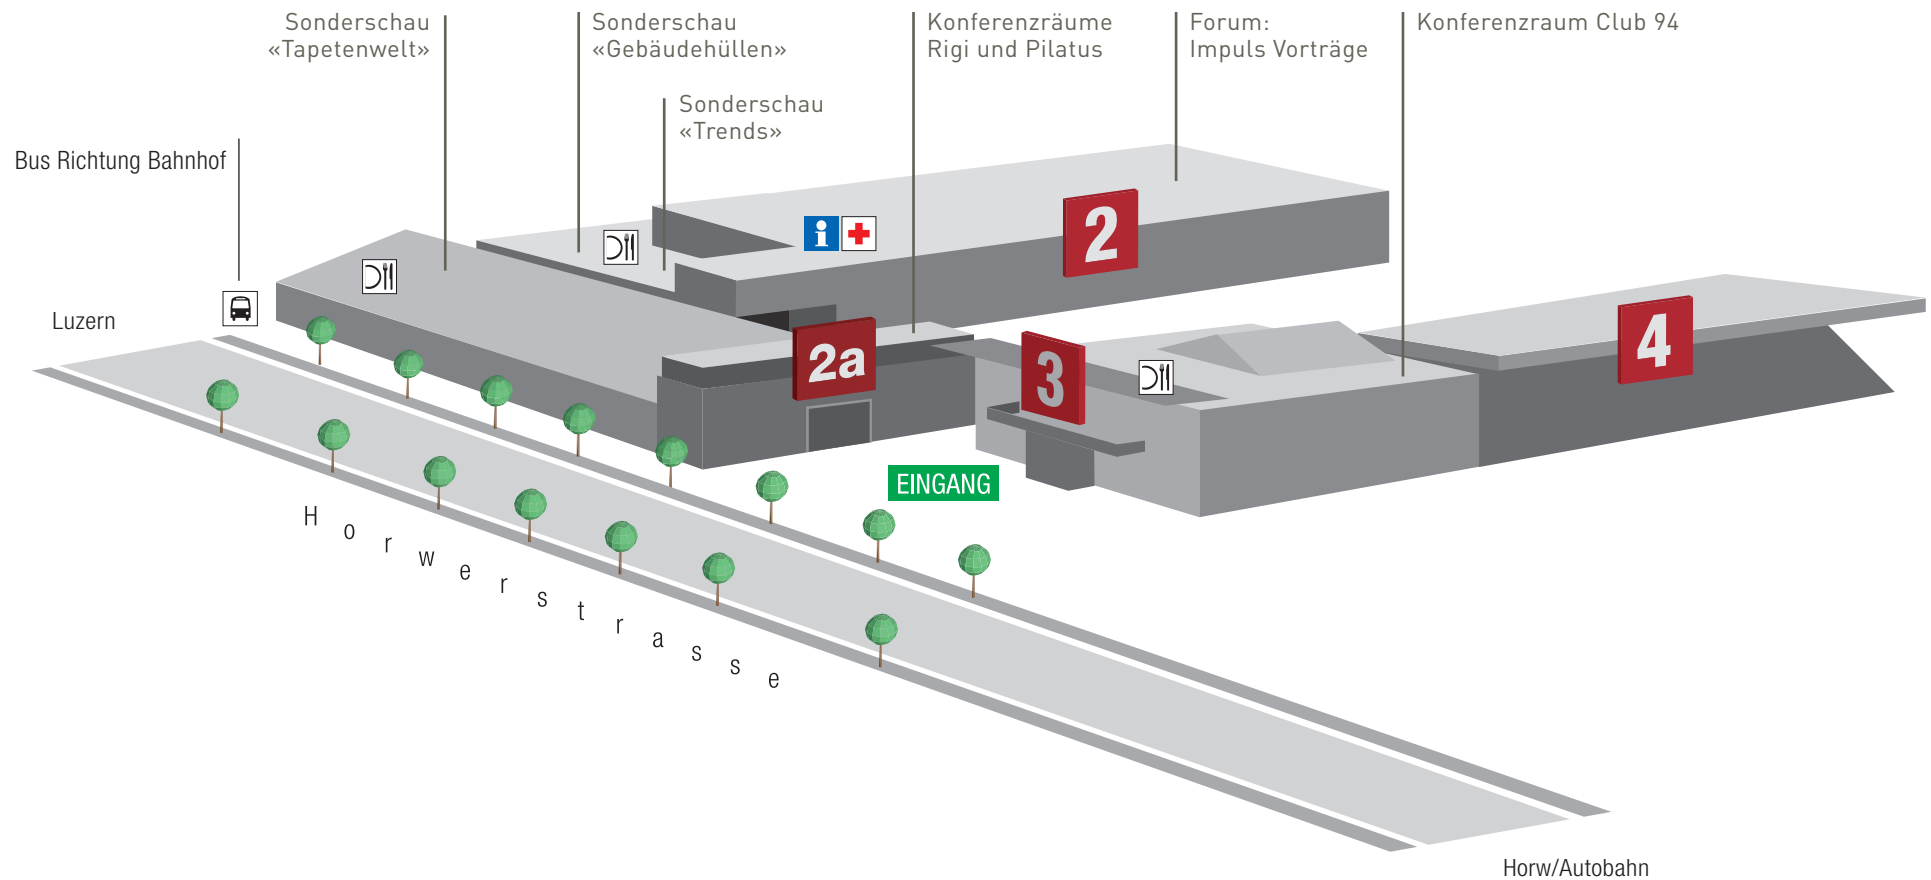 Sonderschau
«Tapetenwelt»
Sonderschau
«Gebäudehüllen»
Sonderschau
«Trends»
Konferenzräume
Rigi und Pilatus
Forum:
Impuls Vorträge
Konferenzraum Club 94
Bus Richtung Bahnhof
Luzern
2
i
2a
3
4
EINGANG
Horwerstrasse
Horw/Autobahn